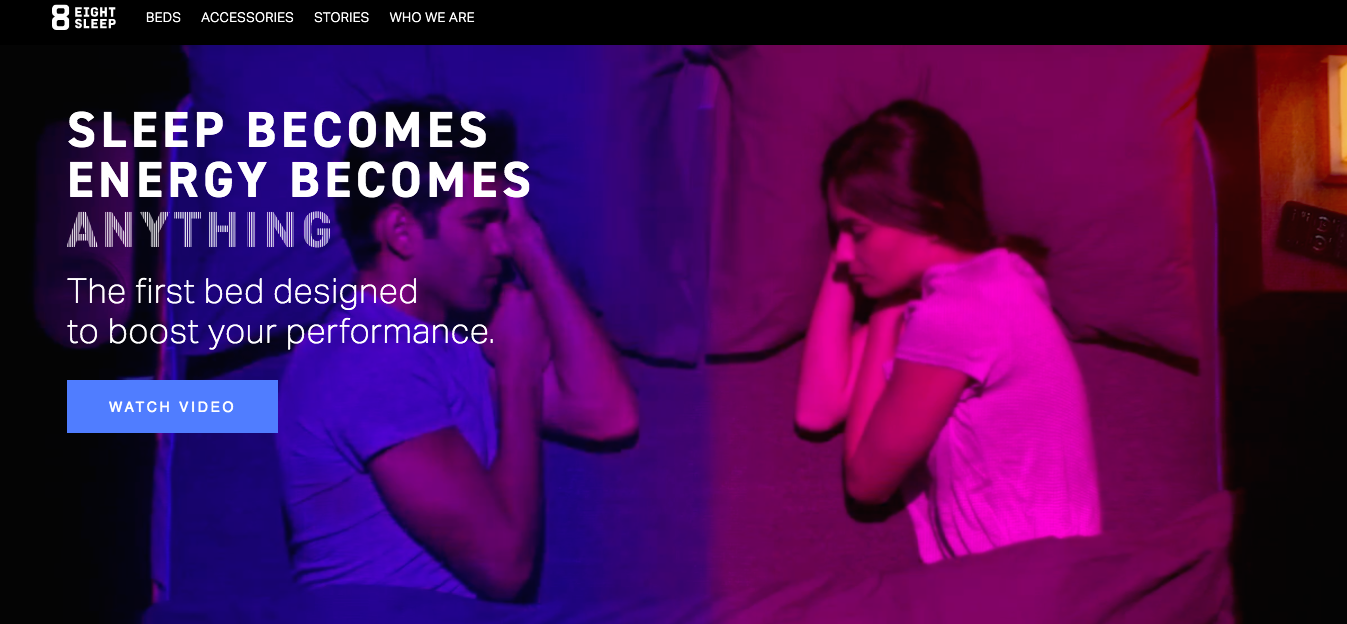 8 EIGHT
SLEEP
BEDS ACCESSORIES STORIES WHO WE ARE
SLEEP BECOMES
ENERGY BECOMES
ANYTHING
The first bed designed
to boost your performance.
WATCH VIDEO